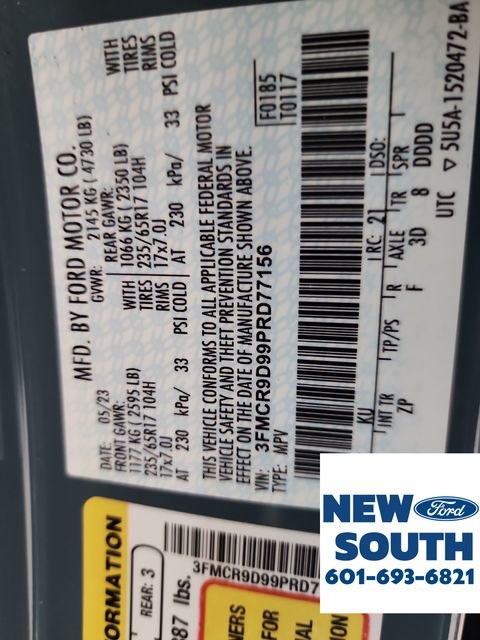 MFD. BY FORD MOTOR CO.
DATE: 05/23 GVWR: 2145 KG ( 4730 LB)
FRONT GAWR: REAR GAWR:
1177 KG ( 2595 LB) WITH 1066 KG ( 2350 LB) WITH
235/65R17 104H TIRES 235/65R17 104H TIRES
17x7.0J RIMS 17x7.0J RIMS
AT 230 kPa/ 33 PSI COLD AT 230 kPa/ 33 PSI COLD
THIS VEHICLE CONFORMS TO ALL APPLICABLE FEDERAL MOTOR
VEHICLE SAFETY AND THEFT PREVENTION STANDARDS IN
EFFECT ON THE DATE OF MANUFACTURE SHOWN ABOVE.
VIN: 3FMCR9D99PRD77156 F0185
TYPE: MPV T0117
KU RC: 21 DSO:
INT TR TP/PS R AXLE TR SPR
ZP F 3D 8 DDDD
UTC ▽ 5U5A-1520472-BA
ORMATION
REAR: 3
3FMCR9D99PRD7
387 lbs.
NERS
FOR
NEW Ford
SOUTH
601-693-6821